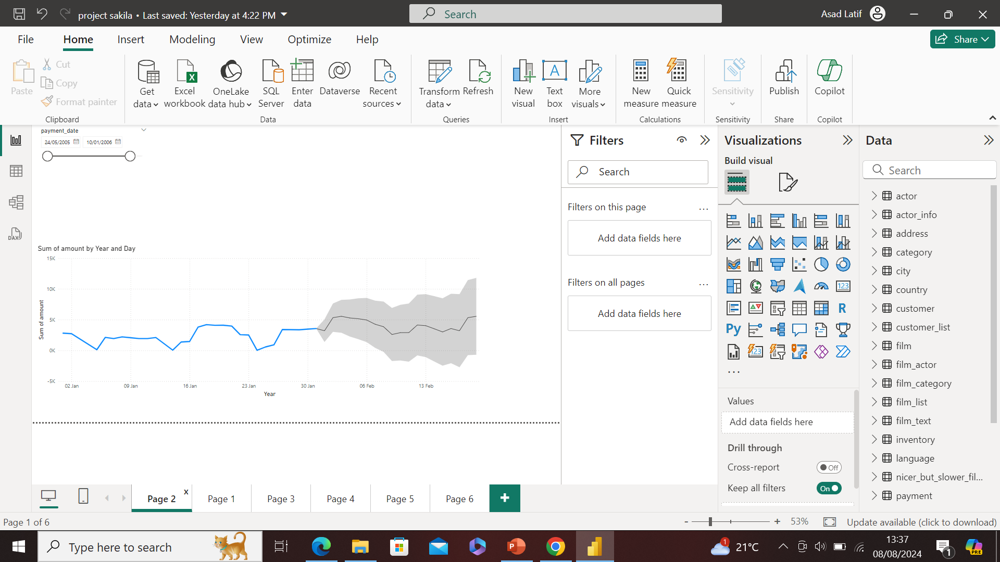 project sakila • Last saved: Yesterday at 4:22 PM
Search
Asad Latif
File
Home
Insert
Modeling
View
Optimize
Help
Share
Paste
Cut
Copy
Format painter
Clipboard
Get data
Excel workbook
OneLake data hub
SQL Server
Enter data
Dataverse
Recent sources
Data
Transform data
Refresh
Queries
New visual
Text box
More visuals
Insert
New measure
Quick measure
Calculations
Sensitivity
Sensitivity
Publish
Share
Copilot
Copilot
payment_date
24/05/2005
10/01/2006
Sum of amount by Year and Day
15K
10K
5K
0K
-5K
Sum of amount
02 Jan
09 Jan
16 Jan
23 Jan
30 Jan
06 Feb
13 Feb
Year
Filters
Search
Filters on this page
...
Add data fields here
Filters on all pages
...
Add data fields here
Visualizations
Build visual
123
R
Py
123
...
Values
Add data fields here
Drill through
Cross-report
Off
Keep all filters
On
Data
Search
actor
actor_info
address
category
city
country
customer
customer_list
film
film_actor
film_category
film_list
film_text
inventory
language
nicer_but_slower_fil...
payment
DAX
Page 2
x
Page 1
Page 3
Page 4
Page 5
Page 6
+
Page 1 of 6
-
+
53%
Update available (click to download)
Type here to search
P
1
21°C
13:37
08/08/2024
1
PRE